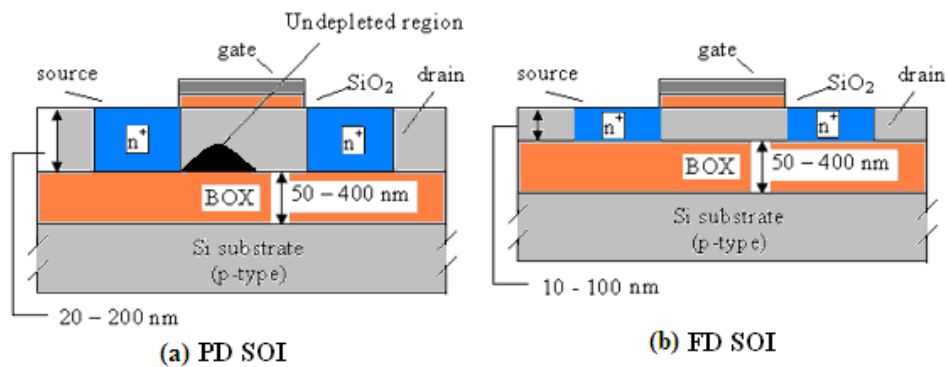 Undepleted region
gate
source
SiO₂
drain
n⁺
n⁺
BOX
50 – 400 nm
Si substrate
(p-type)
20 – 200 nm
(a) PD SOI
gate
source
SiO₂
drain
n⁺
n⁺
50 – 400 nm
BOX
Si substrate
(p-type)
10 - 100 nm
(b) FD SOI